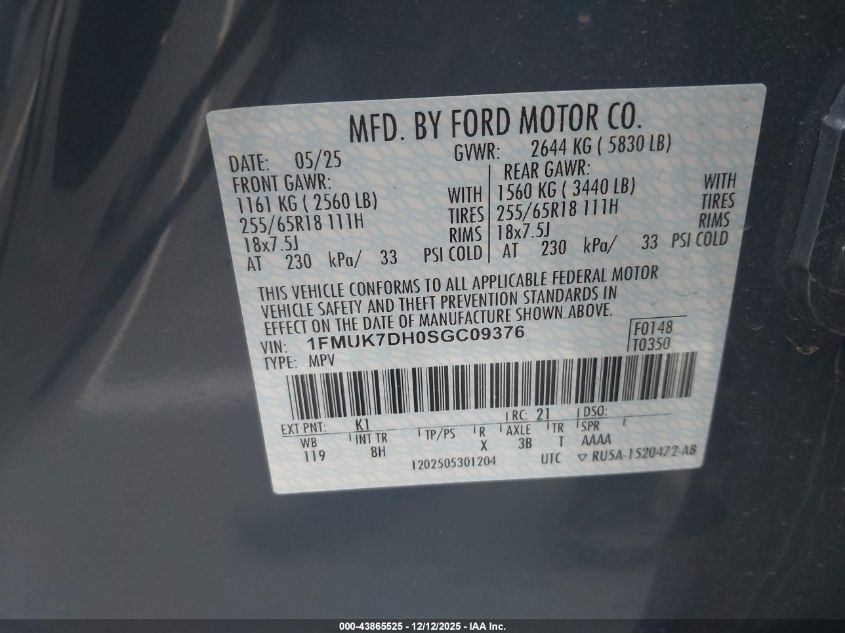 MFD. BY FORD MOTOR CO.
DATE: 05/25 GVWR: 2644 KG ( 5830 LB)
FRONT GAWR: REAR GAWR:
1161 KG ( 2560 LB) WITH 1560 KG ( 3440 LB) WITH
255/65R18 111H TIRES 255/65R18 111H TIRES
18x7.5J RIMS 18x7.5J RIMS
AT 230 kPa/ 33 PSI COLD AT 230 kPa/ 33 PSI COLD
THIS VEHICLE CONFORMS TO ALL APPLICABLE FEDERAL MOTOR
VEHICLE SAFETY AND THEFT PREVENTION STANDARDS IN
EFFECT ON THE DATE OF MANUFACTURE SHOWN ABOVE.
VIN: 1FMUK7DH0SGC09376 F0148
TYPE: MPV T0350
EXT PNT: K1 RC: 21 DSO:
WB INT TR TP/PS R AXLE TR SPR
119 8H X 3B T AAAA
1202505301204 UTC ▽ RU5A-1520472-AB
000-43865525 - 12/12/2025 - IAA Inc.